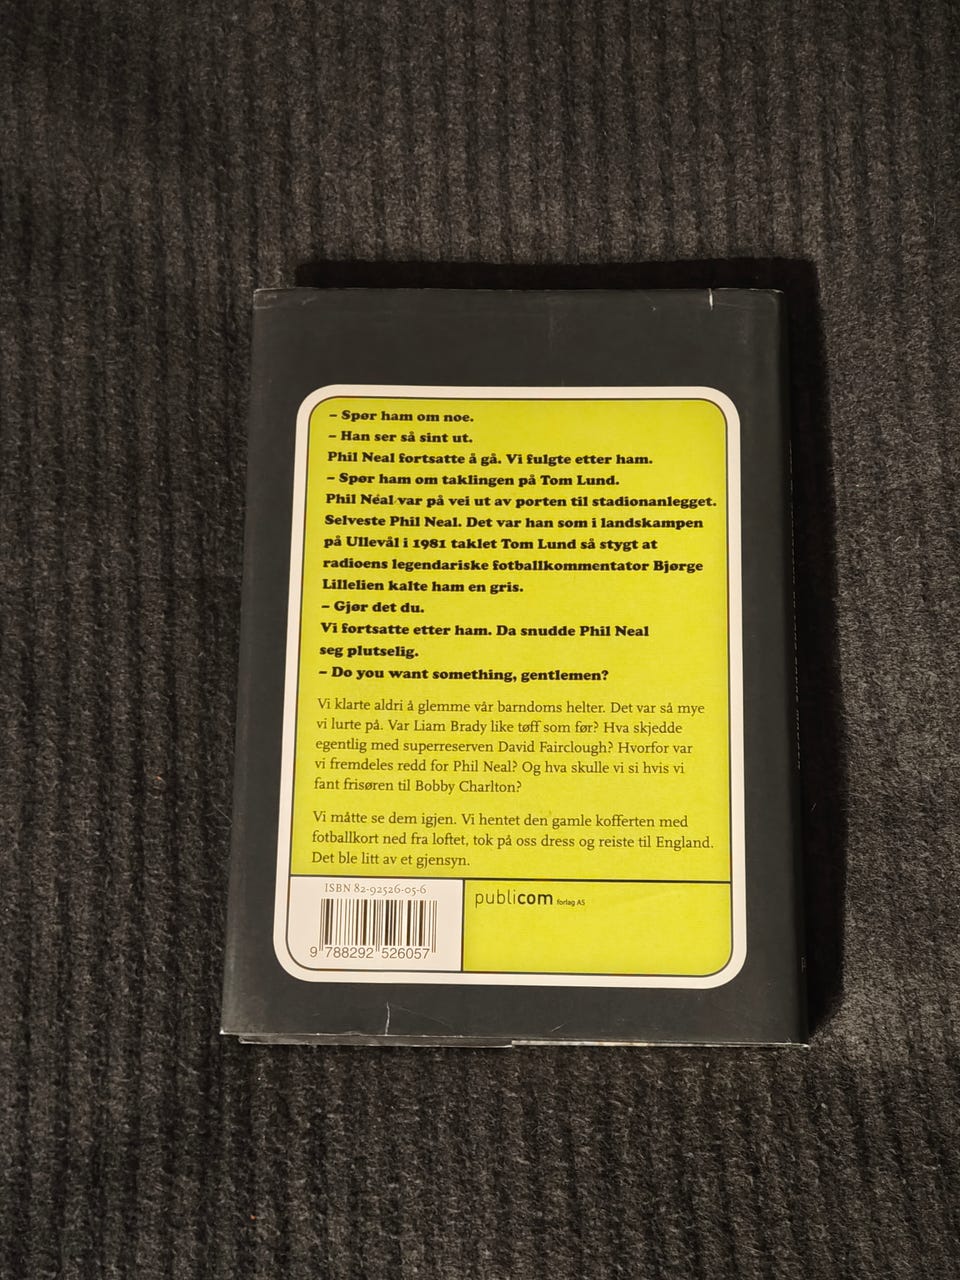 – Spør ham om noe.
– Han ser så sint ut.
Phil Neal fortsatte å gå. Vi fulgte etter ham.
– Spør ham om taklingen på Tom Lund.
Phil Neal var på vei ut av porten til stadionanlegget.
Selveste Phil Neal. Det var han som i landskampen
på Ullevål i 1981 taklet Tom Lund så stygt at
radioens legendariske fotballkommentator Bjørge
Lillelien kalte ham en gris.
– Gjør det du.
Vi fortsatte etter ham. Da snudde Phil Neal
seg plutselig.
– Do you want something, gentlemen?
Vi klarte aldri å glemme vår barndoms helter. Det var så mye
vi lurte på. Var Liam Brady like tøff som før? Hva skjedde
egentlig med superreserven David Fairclough? Hvorfor var
vi fremdeles redd for Phil Neal? Og hva skulle vi si hvis vi
fant frisøren til Bobby Charlton?
Vi måtte se dem igjen. Vi hentet den gamle kofferten med
fotballkort ned fra loftet, tok på oss dress og reiste til England.
Det ble litt av et gjensyn.
ISBN 82-92526-05-6
9 788292 526057
publicom forlag AS